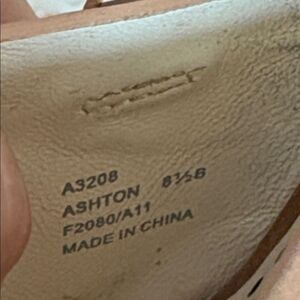 A3208
ASHTON 8½B
F2080/A11
MADE IN CHINA